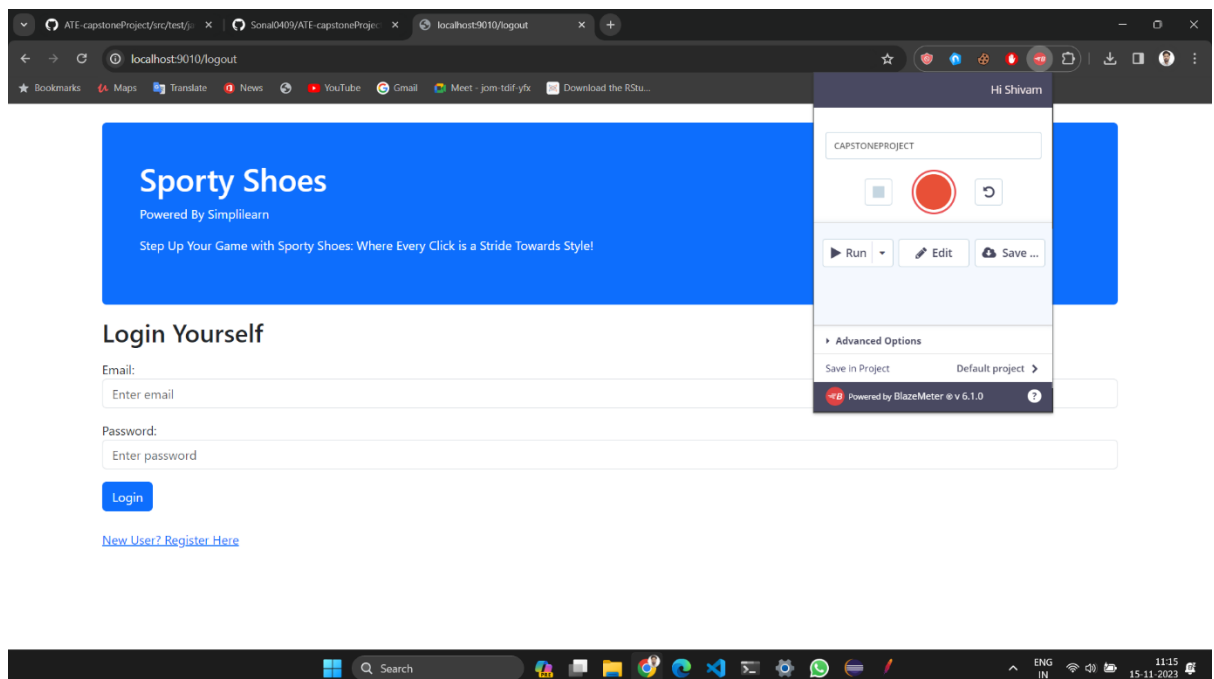 ATE-capstoneProject/src/test/ja
Sonal0409/ATE-capstoneProjec
localhost:9010/logout
localhost:9010/logout
Bookmarks Maps Translate News YouTube Gmail Meet - jom-tdif-yfx Download the RStu...
Hi Shivam
CAPSTONEPROJECT
Run Edit Save ...
Advanced Options
Save in Project Default project
Powered by BlazeMeter ® v 6.1.0
Sporty Shoes
Powered By Simplilearn
Step Up Your Game with Sporty Shoes: Where Every Click is a Stride Towards Style!
Login Yourself
Email:
Enter email
Password:
Enter password
Login
New User? Register Here
Search
ENG
IN
11:15
15-11-2023